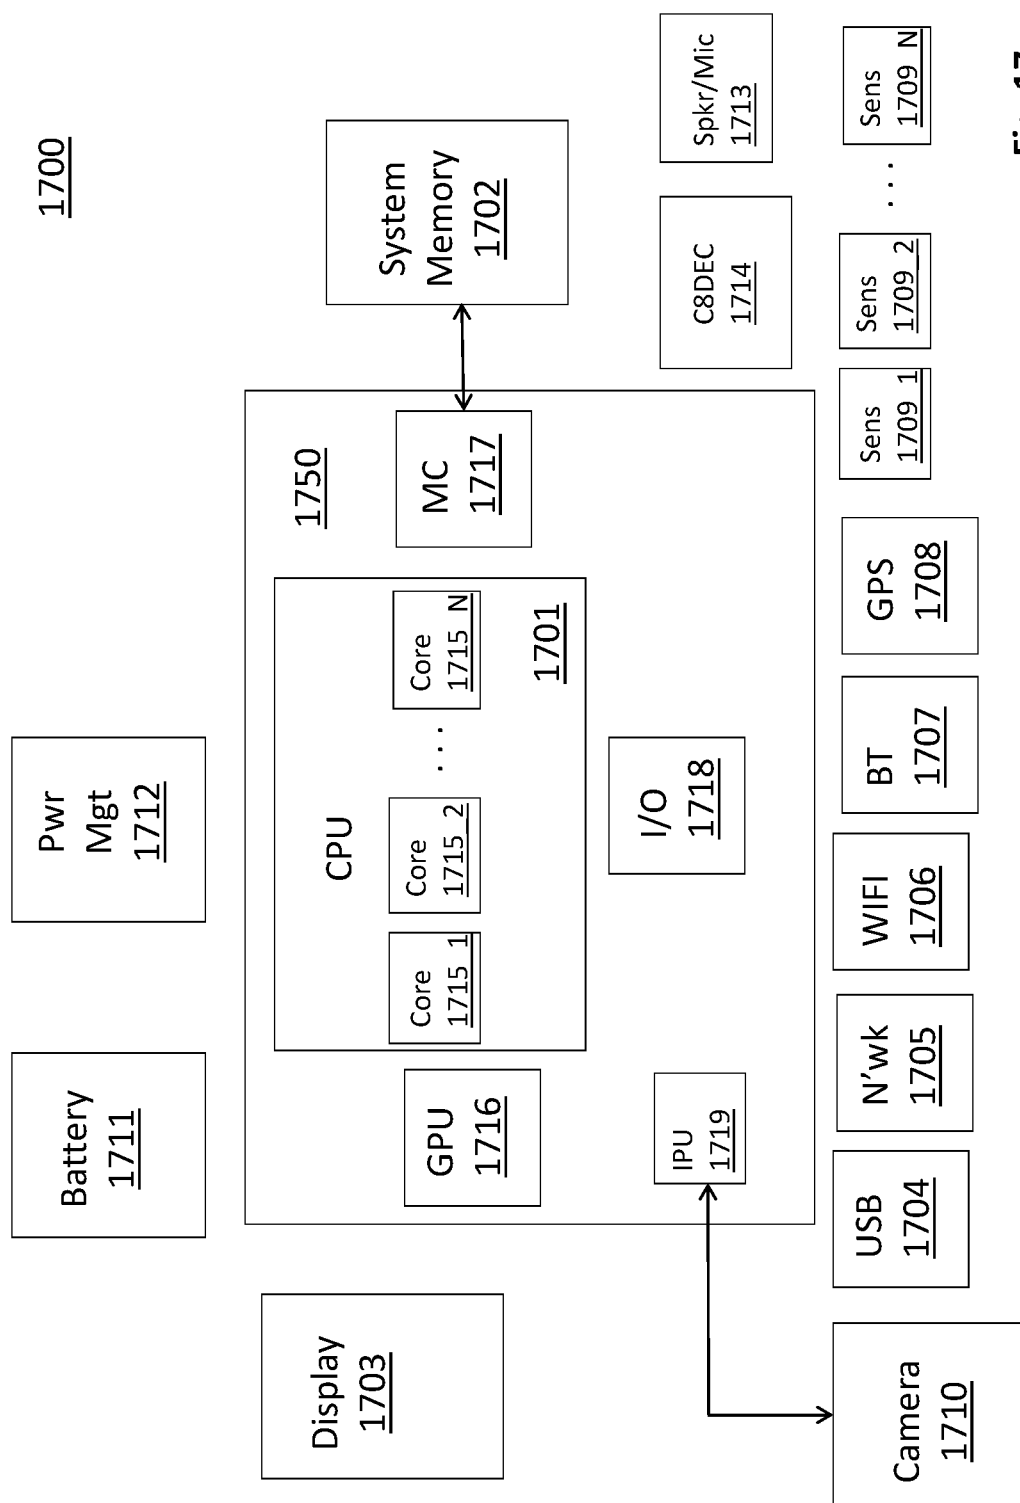 1700
Battery
1711
Pwr
Mgt
1712
Display
1703
1750
CPU
GPU
1716
Core
1715_1
Core
1715_2
. . .
Core
1715_N
1701
MC
1717
System
Memory
1702
IPU
1719
I/O
1718
C8DEC
1714
Spkr/Mic
1713
Camera
1710
USB
1704
N'wk
1705
WIFI
1706
BT
1707
GPS
1708
Sens
1709_1
Sens
1709_2
. . .
Sens
1709_N
Fig. 17